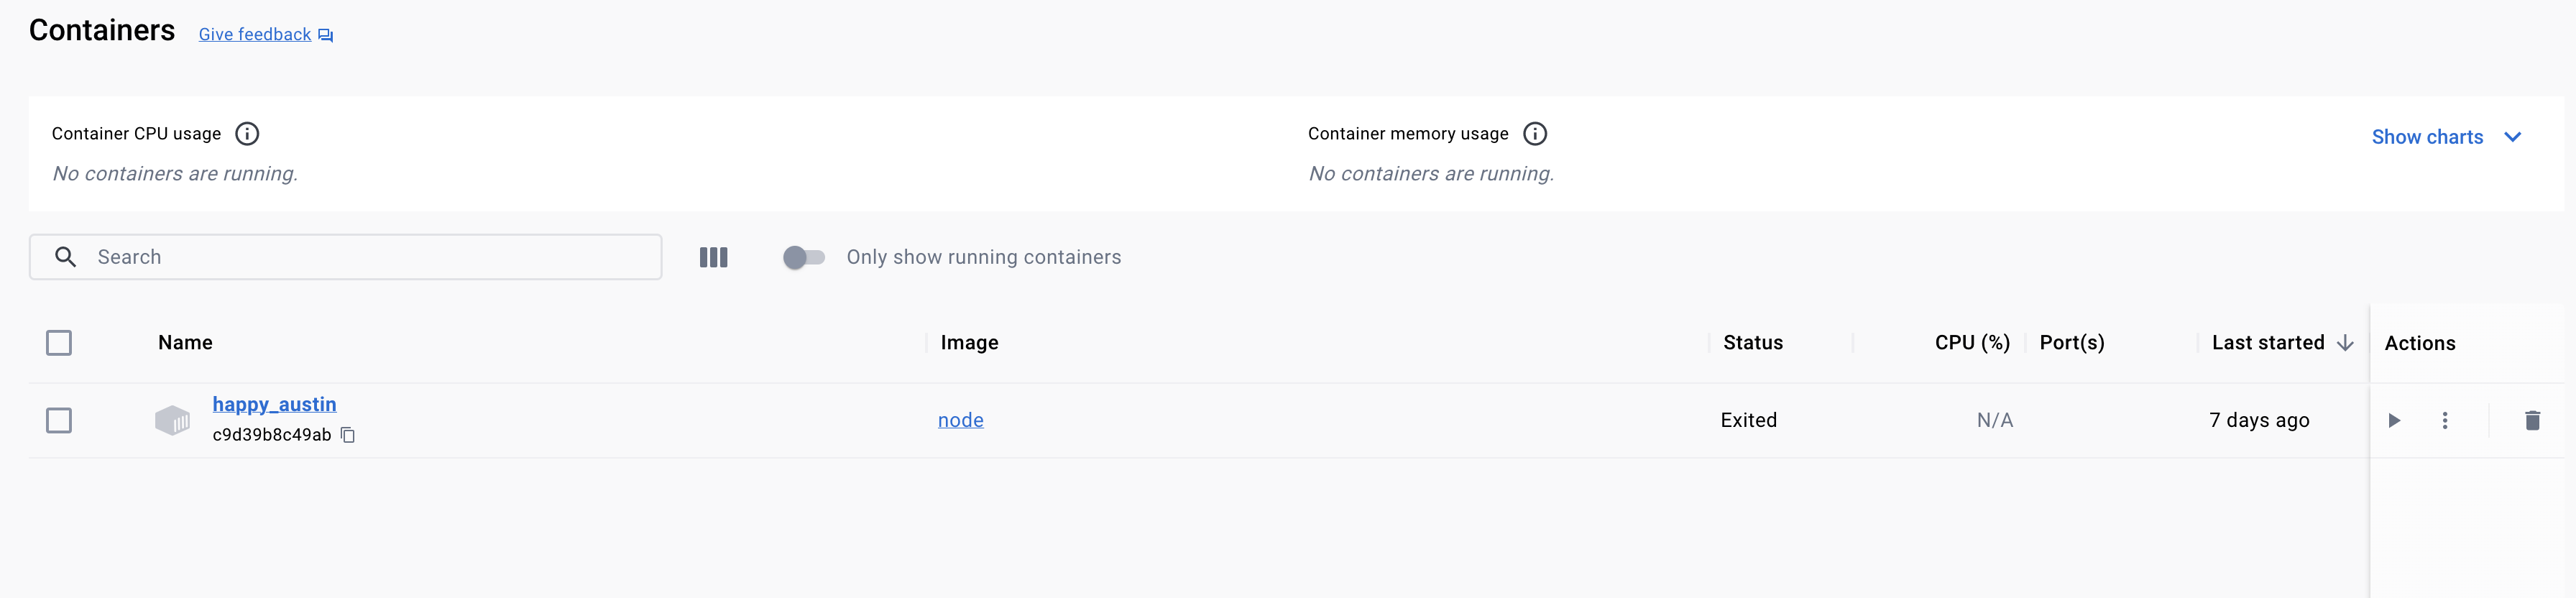 Containers Give feedback
Container CPU usage Container memory usage Show charts
No containers are running. No containers are running.
Search Only show running containers
Name Image Status CPU (%) Port(s) Last started Actions
happy_austin node Exited N/A 7 days ago
c9d39b8c49ab